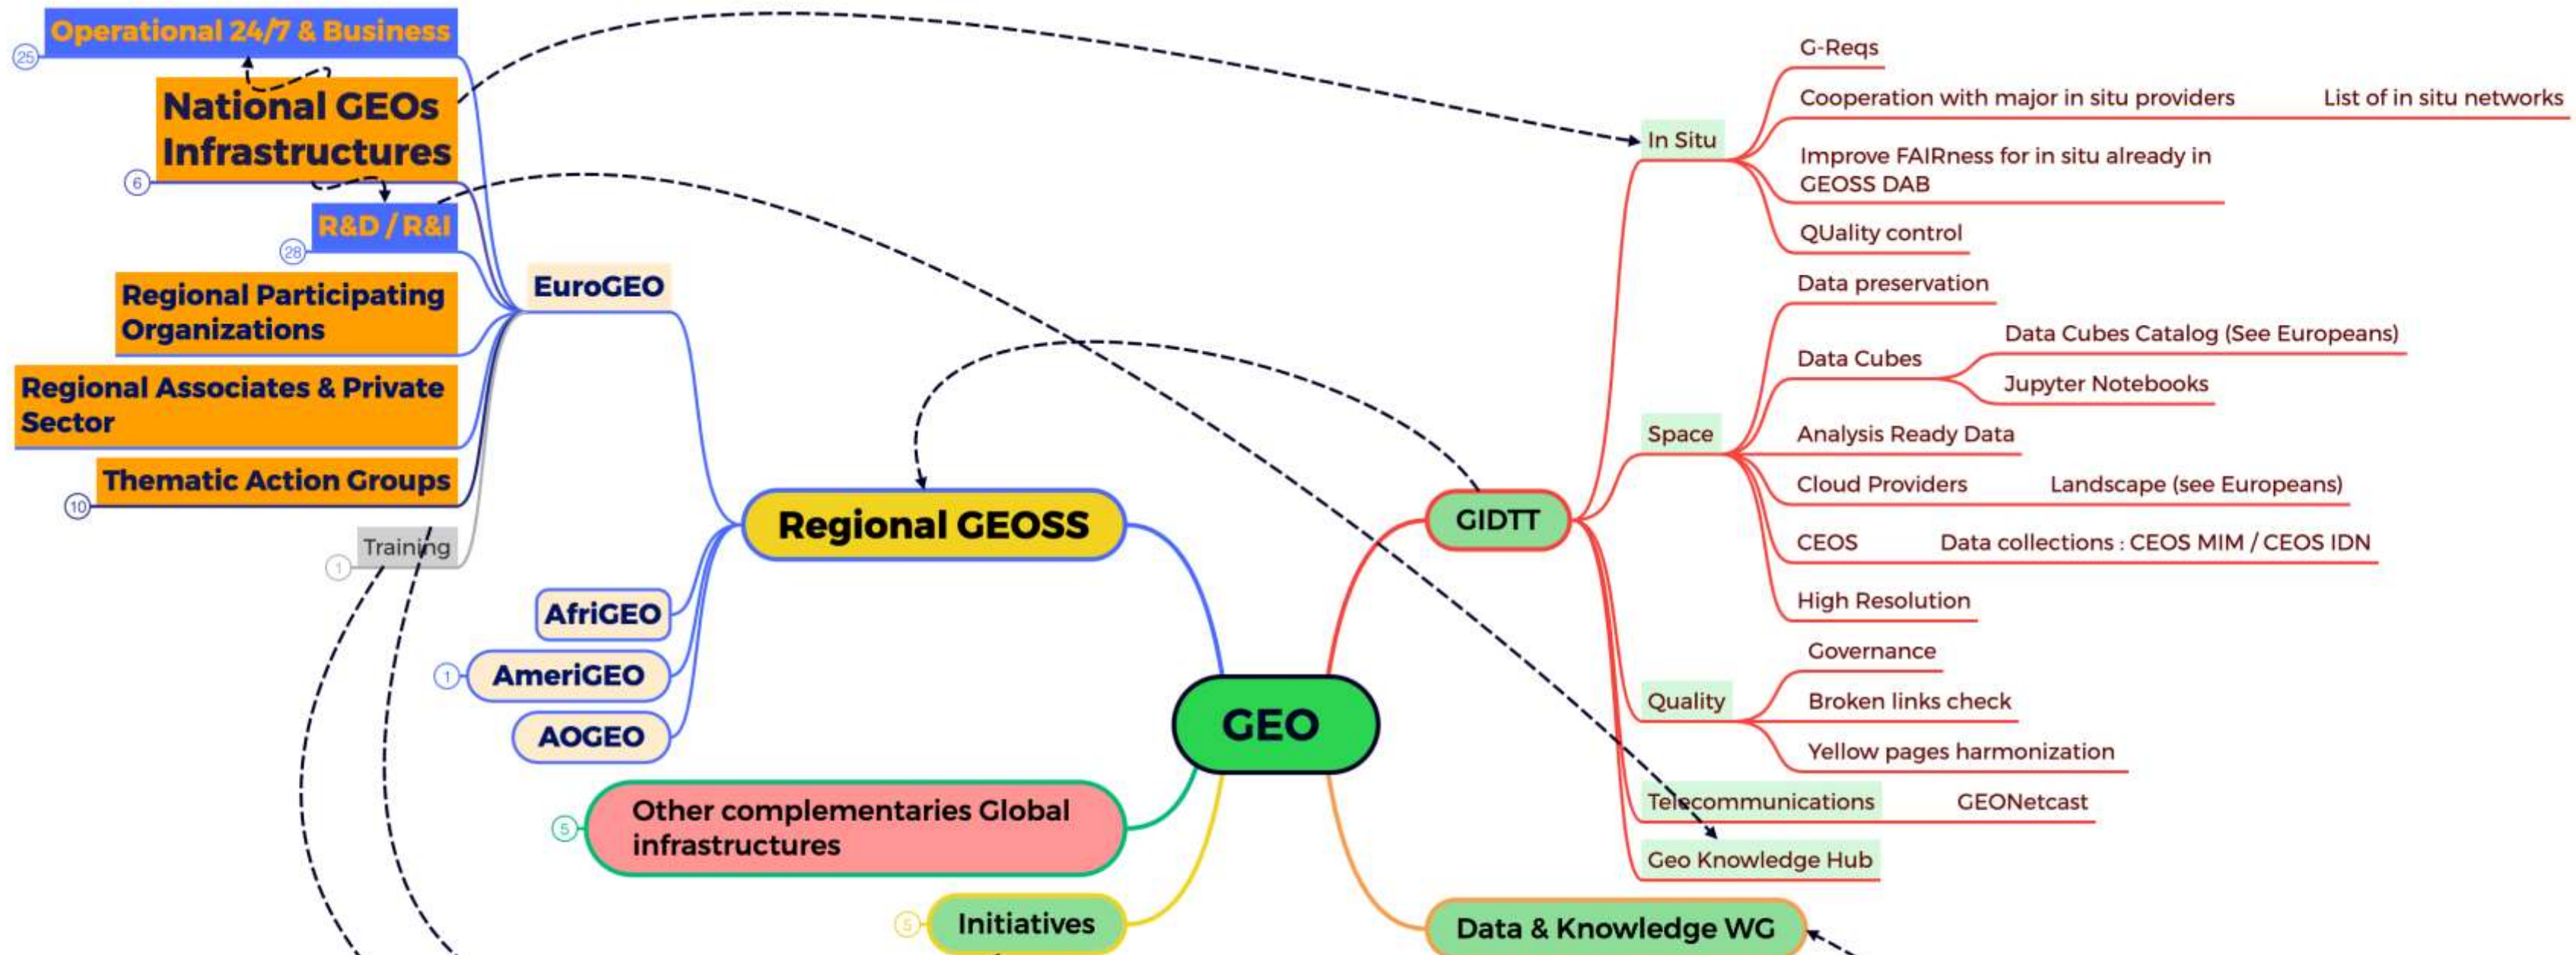 Operational 24/7 & Business
25
National GEOs
Infrastructures
6
R&D / R&I
28
Regional Participating
Organizations
Regional Associates & Private
Sector
Thematic Action Groups
10
Training
1
EuroGEO
Regional GEOSS
AfriGEO
AmeriGEO
1
AOGEO
GEO
Other complementaries Global
infrastructures
5
Initiatives
5
GIDTT
In Situ
G-Reqs
Cooperation with major in situ providers
List of in situ networks
Improve FAIRness for in situ already in
GEOSS DAB
QUality control
Space
Data preservation
Data Cubes
Data Cubes Catalog (See Europeans)
Jupyter Notebooks
Analysis Ready Data
Cloud Providers
Landscape (see Europeans)
CEOS
Data collections : CEOS MIM / CEOS IDN
High Resolution
Quality
Governance
Broken links check
Yellow pages harmonization
Telecommunications
GEONetcast
Geo Knowledge Hub
Data & Knowledge WG